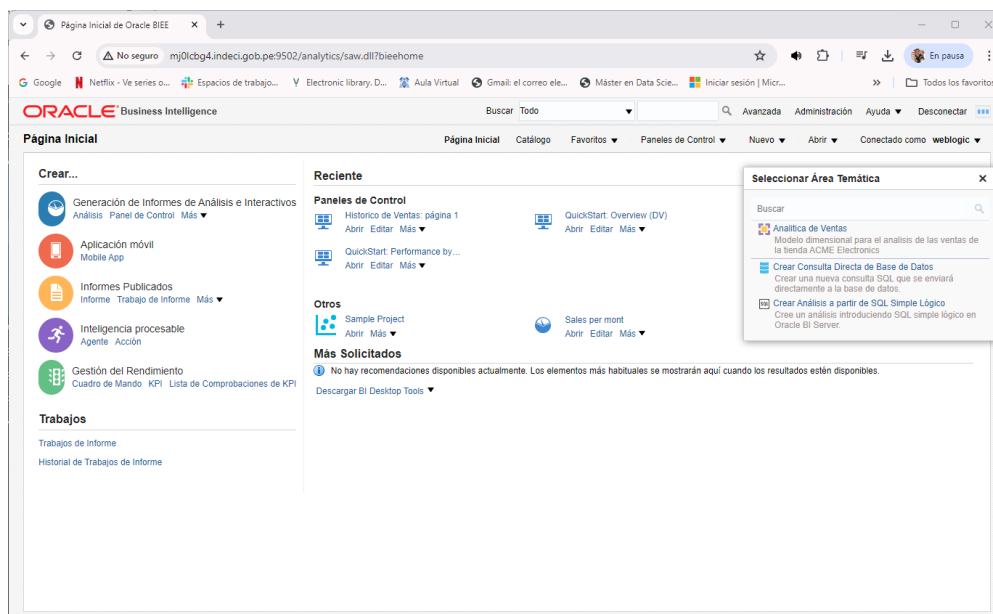 Página Inicial de Oracle BIEE
No seguro mj0lcbg4.indeci.gob.pe:9502/analytics/saw.dll?bieehome
En pausa
Google Netflix - Ve series o... Espacios de trabajo... Electronic library. D... Aula Virtual Gmail: el correo ele... Máster en Data Scie... Iniciar sesión | Micr... Todos los favoritos
ORACLE Business Intelligence
Buscar Todo Avanzada Administración Ayuda Desconectar
Página Inicial
Página Inicial Catálogo Favoritos Paneles de Control Nuevo Abrir Conectado como weblogic
Crear...
Generación de Informes de Análisis e Interactivos
Análisis Panel de Control Más
Aplicación móvil
Mobile App
Informes Publicados
Informe Trabajo de Informe Más
Inteligencia procesable
Agente Acción
Gestión del Rendimiento
Cuadro de Mando KPI Lista de Comprobaciones de KPI
Trabajos
Trabajos de Informe
Historial de Trabajos de Informe
Reciente
Paneles de Control
Historico de Ventas: página 1
Abrir Editar Más
QuickStart: Overview (DV)
Abrir Editar Más
QuickStart: Performance by...
Abrir Editar Más
Otros
Sample Project
Abrir Más
Sales per mont
Abrir Editar Más
Más Solicitados
No hay recomendaciones disponibles actualmente. Los elementos más habituales se mostrarán aquí cuando los resultados estén disponibles.
Descargar BI Desktop Tools
Seleccionar Área Temática
Buscar
Analitica de Ventas
Modelo dimensional para el analisis de las ventas de
la tienda ACME Electronics
Crear Consulta Directa de Base de Datos
Crear una nueva consulta SQL que se enviará
directamente a la base de datos.
SQL Crear Análisis a partir de SQL Simple Lógico
Cree un análisis introduciendo SQL simple lógico en
Oracle BI Server.